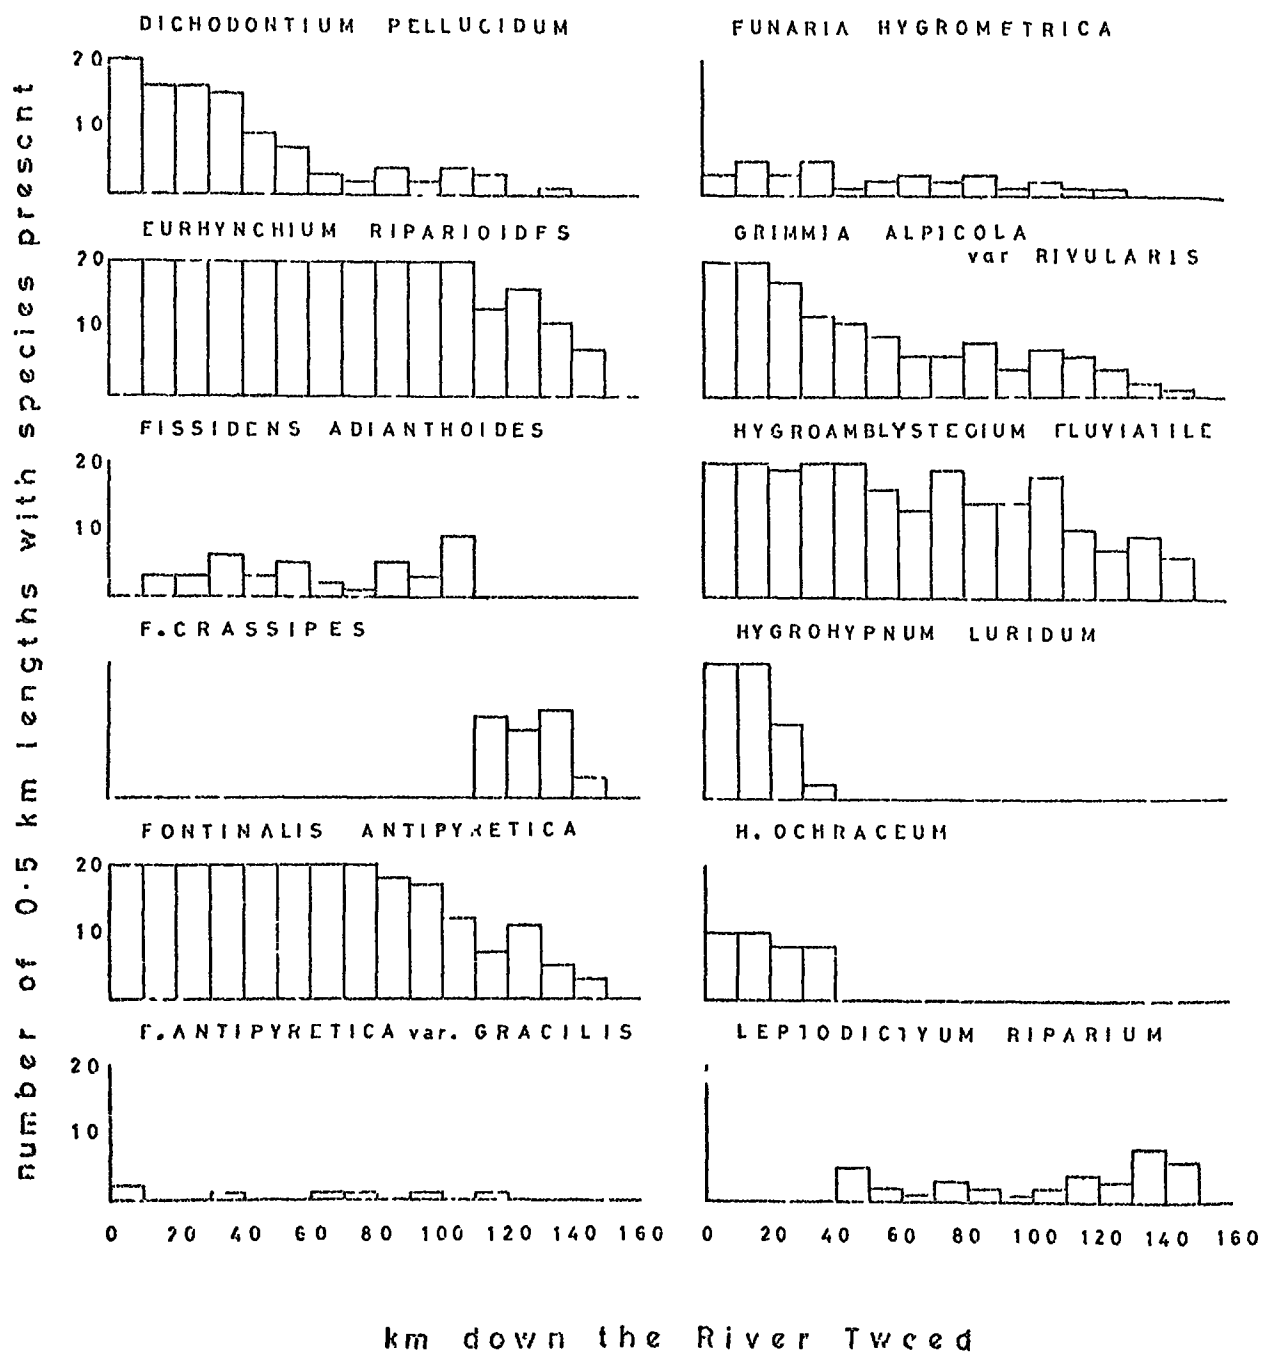 DICHODONTIUM PELLUCIDUM
FUNARIA HYGROMETRICA
20
10
EURHYNCHIUM RIPARIOIDES
GRIMMIA ALPICOLA
var RIVULARIS
20
10
FISSIDENS ADIANTHOIDES
HYGROAMBLYSTEGIUM FLUVIATILE
20
10
F.CRASSIPES
HYGROHYPNUM LURIDUM
FONTINALIS ANTIPYRETICA
H. OCHRACEUM
20
10
F.ANTIPYRETICA var. GRACILIS
LEPTODICTYUM RIPARIUM
20
10
0 20 40 60 80 100 120 140 160
0 20 40 60 80 100 120 140 160
number of 0·5 km lengths with species present
km down the River Tweed